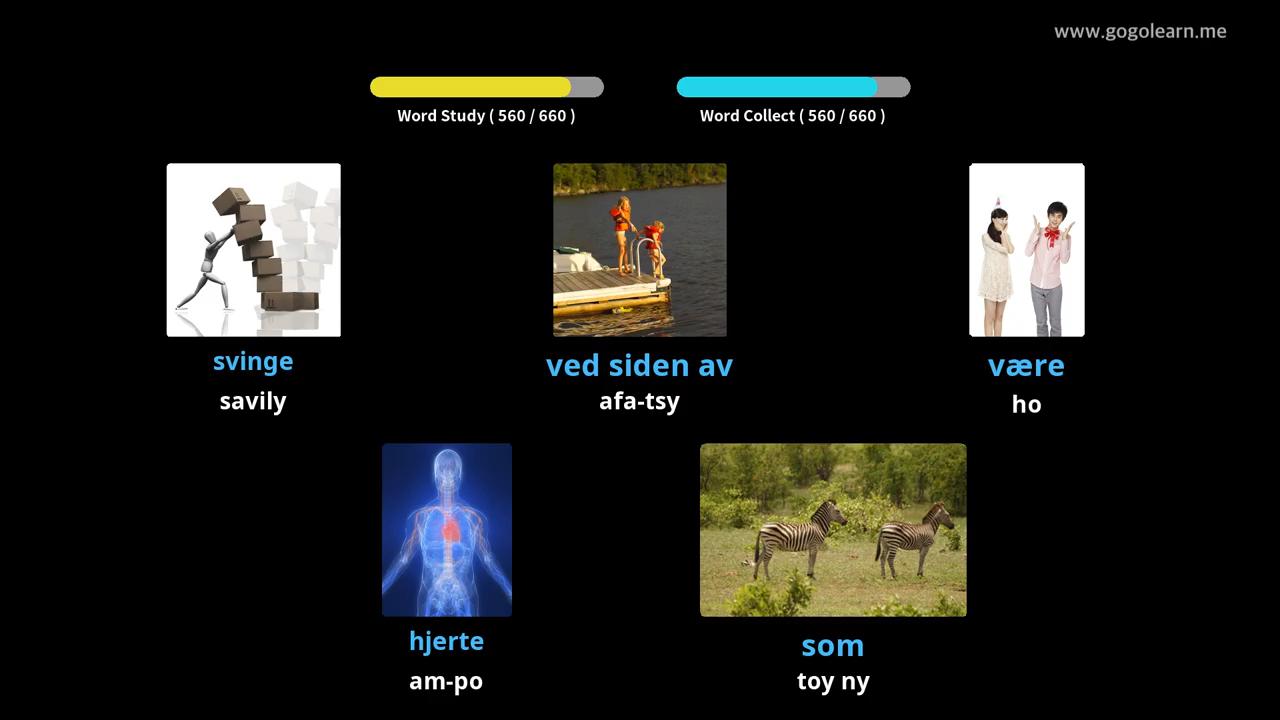 www.gogolearn.me
Word Study ( 560 / 660 )
Word Collect ( 560 / 660 )
svinge
savily
ved siden av
afa-tsy
være
ho
hjerte
am-po
som
toy ny